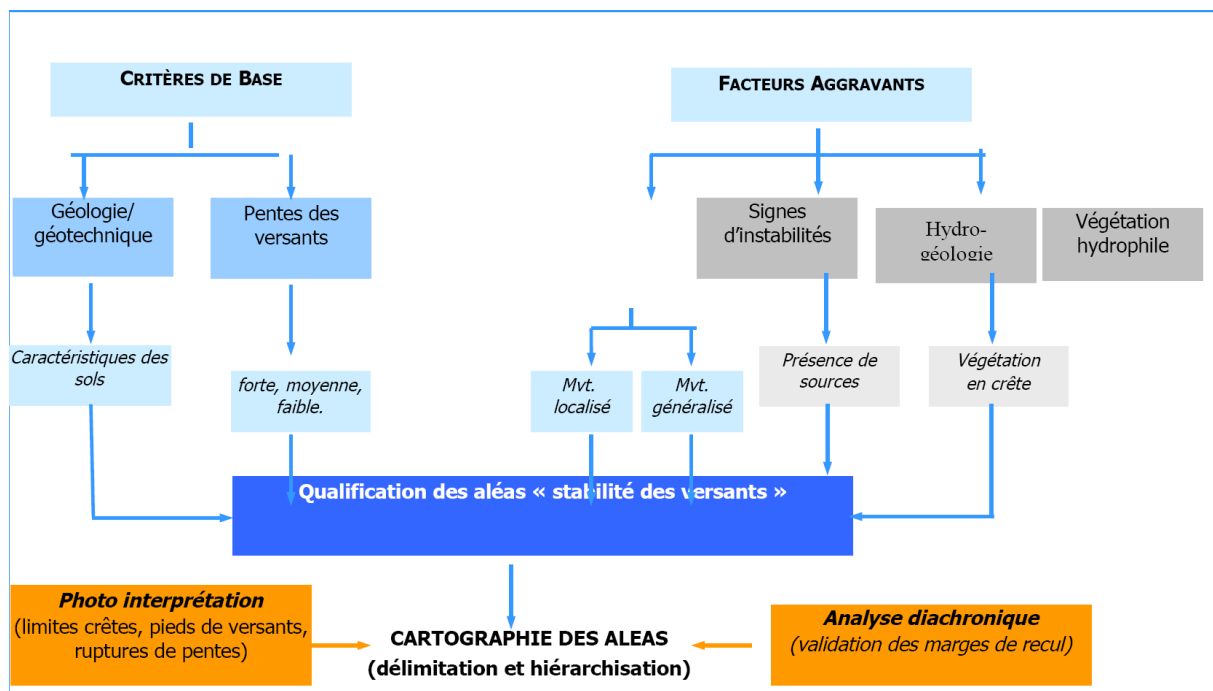 CRITÈRES DE BASE
FACTEURS AGGRAVANTS
Géologie/
géotechnique
Pentes des
versants
Signes
d’instabilités
Hydro-
géologie
Végétation
hydrophile
Caractéristiques des
sols
forte, moyenne,
faible.
Mvt.
localisé
Mvt.
généralisé
Présence de
sources
Végétation
en crête
Qualification des aléas « stabilité des versants »
Photo interprétation
(limites crêtes, pieds de versants,
ruptures de pentes)
CARTOGRAPHIE DES ALEAS
(délimitation et hiérarchisation)
Analyse diachronique
(validation des marges de recul)